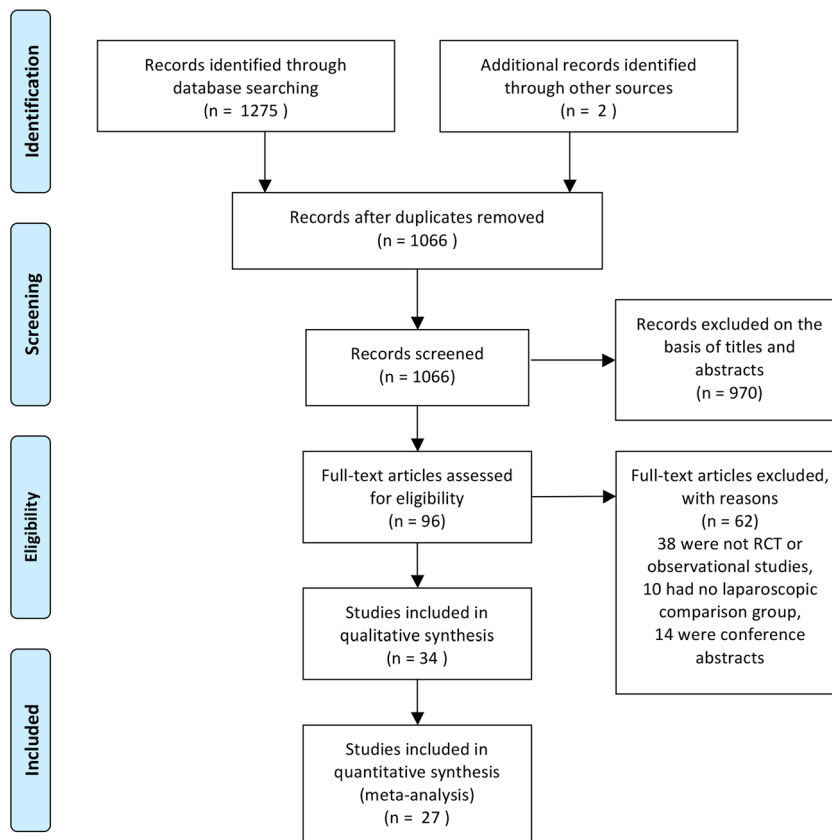 Identification
Records identified through
database searching
(n = 1275 )
Additional records identified
through other sources
(n = 2 )
Records after duplicates removed
(n = 1066 )
Screening
Records screened
(n = 1066)
Records excluded on the
basis of titles and
abstracts
(n = 970)
Eligibility
Full-text articles assessed
for eligibility
(n = 96)
Full-text articles excluded,
with reasons
(n = 62)
38 were not RCT or
observational studies,
10 had no laparoscopic
comparison group,
14 were conference
abstracts
Studies included in
qualitative synthesis
(n = 34 )
Included
Studies included in
quantitative synthesis
(meta-analysis)
(n = 27 )